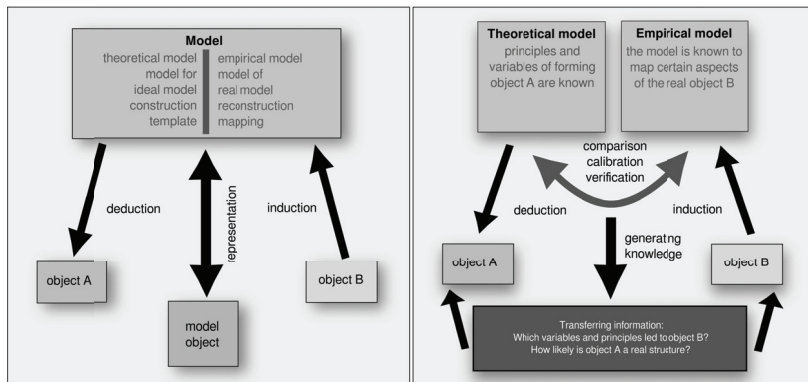 Model
theoretical model
model for
ideal model
construction
template
empirical model
model of
real model
reconstruction
mapping
deduction
representation
induction
object A
object B
model
object
Theoretical model
principles and
variables of forming
object A are known
Empirical model
the model is known to
map certain aspects
of the real object B
comparison
calibration
verification
deduction
induction
generating
knowledge
object A
object B
Transferring information:
Which variables and principles led to object B?
How likely is object A a real structure?